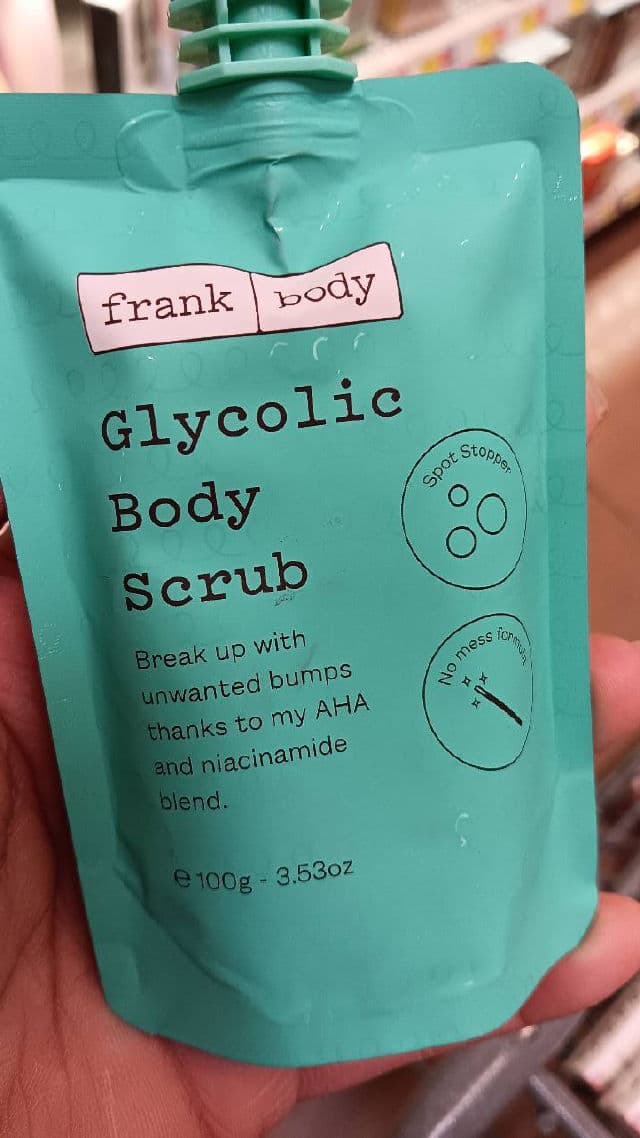 frank body
Glycolic
Body
Scrub
Spot Stopper
Break up with
unwanted bumps
thanks to my AHA
and niacinamide
blend.
No mess formula
e 100g - 3.53oz